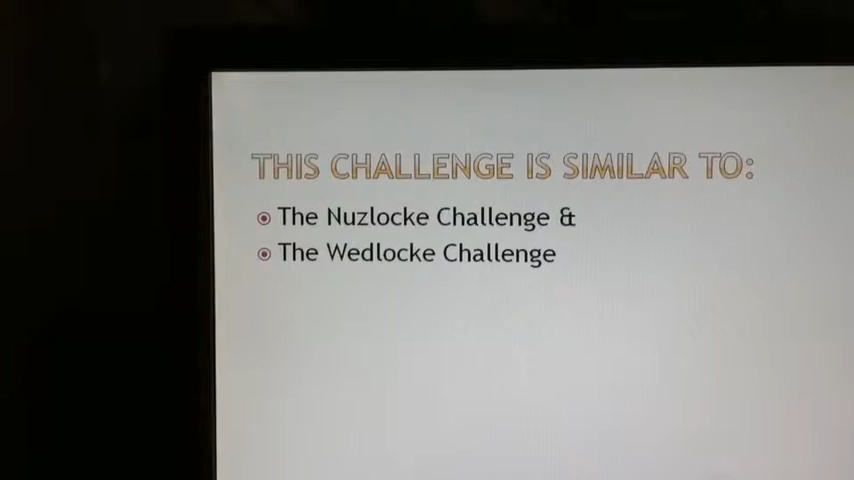 THIS CHALLENGE IS SIMILAR TO:
The Nuzlocke Challenge &
The Wedlocke Challenge